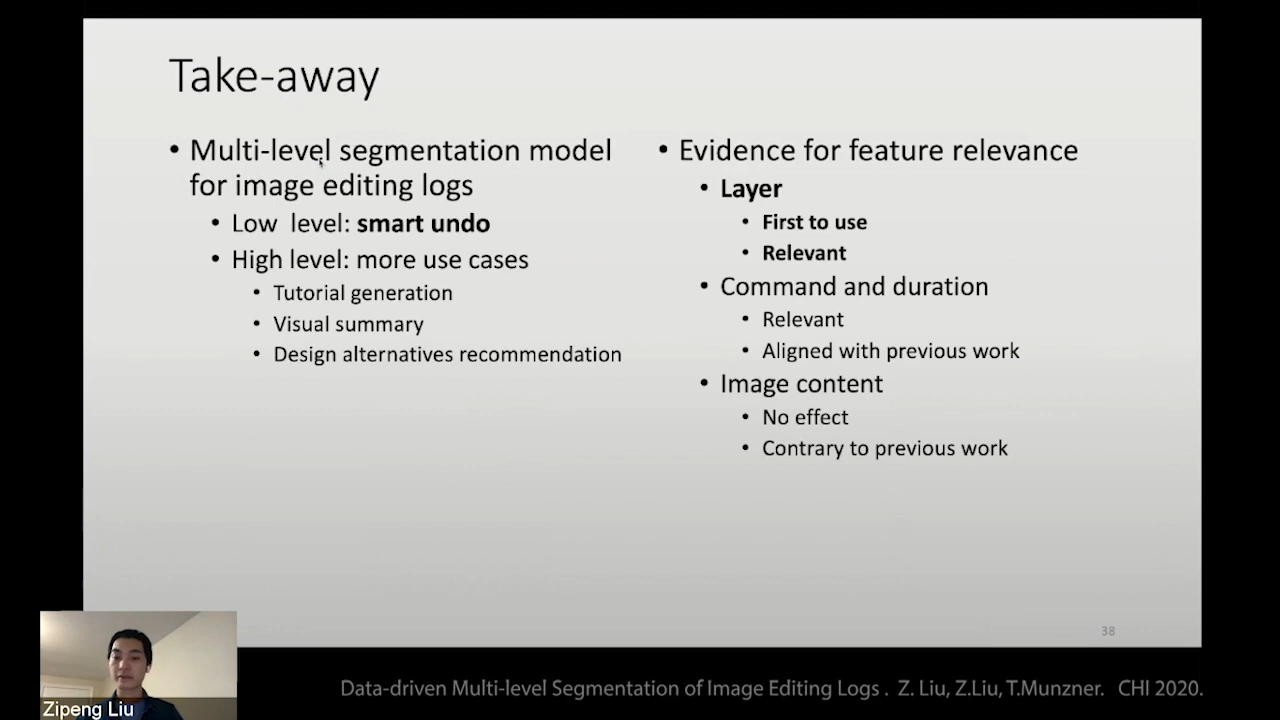 Take-away
• Multi-level segmentation model
for image editing logs
• Low level: smart undo
• High level: more use cases
• Tutorial generation
• Visual summary
• Design alternatives recommendation
• Evidence for feature relevance
• Layer
• First to use
• Relevant
• Command and duration
• Relevant
• Aligned with previous work
• Image content
• No effect
• Contrary to previous work
38
Zipeng Liu
Data-driven Multi-level Segmentation of Image Editing Logs . Z. Liu, Z.Liu, T.Munzner. CHI 2020.